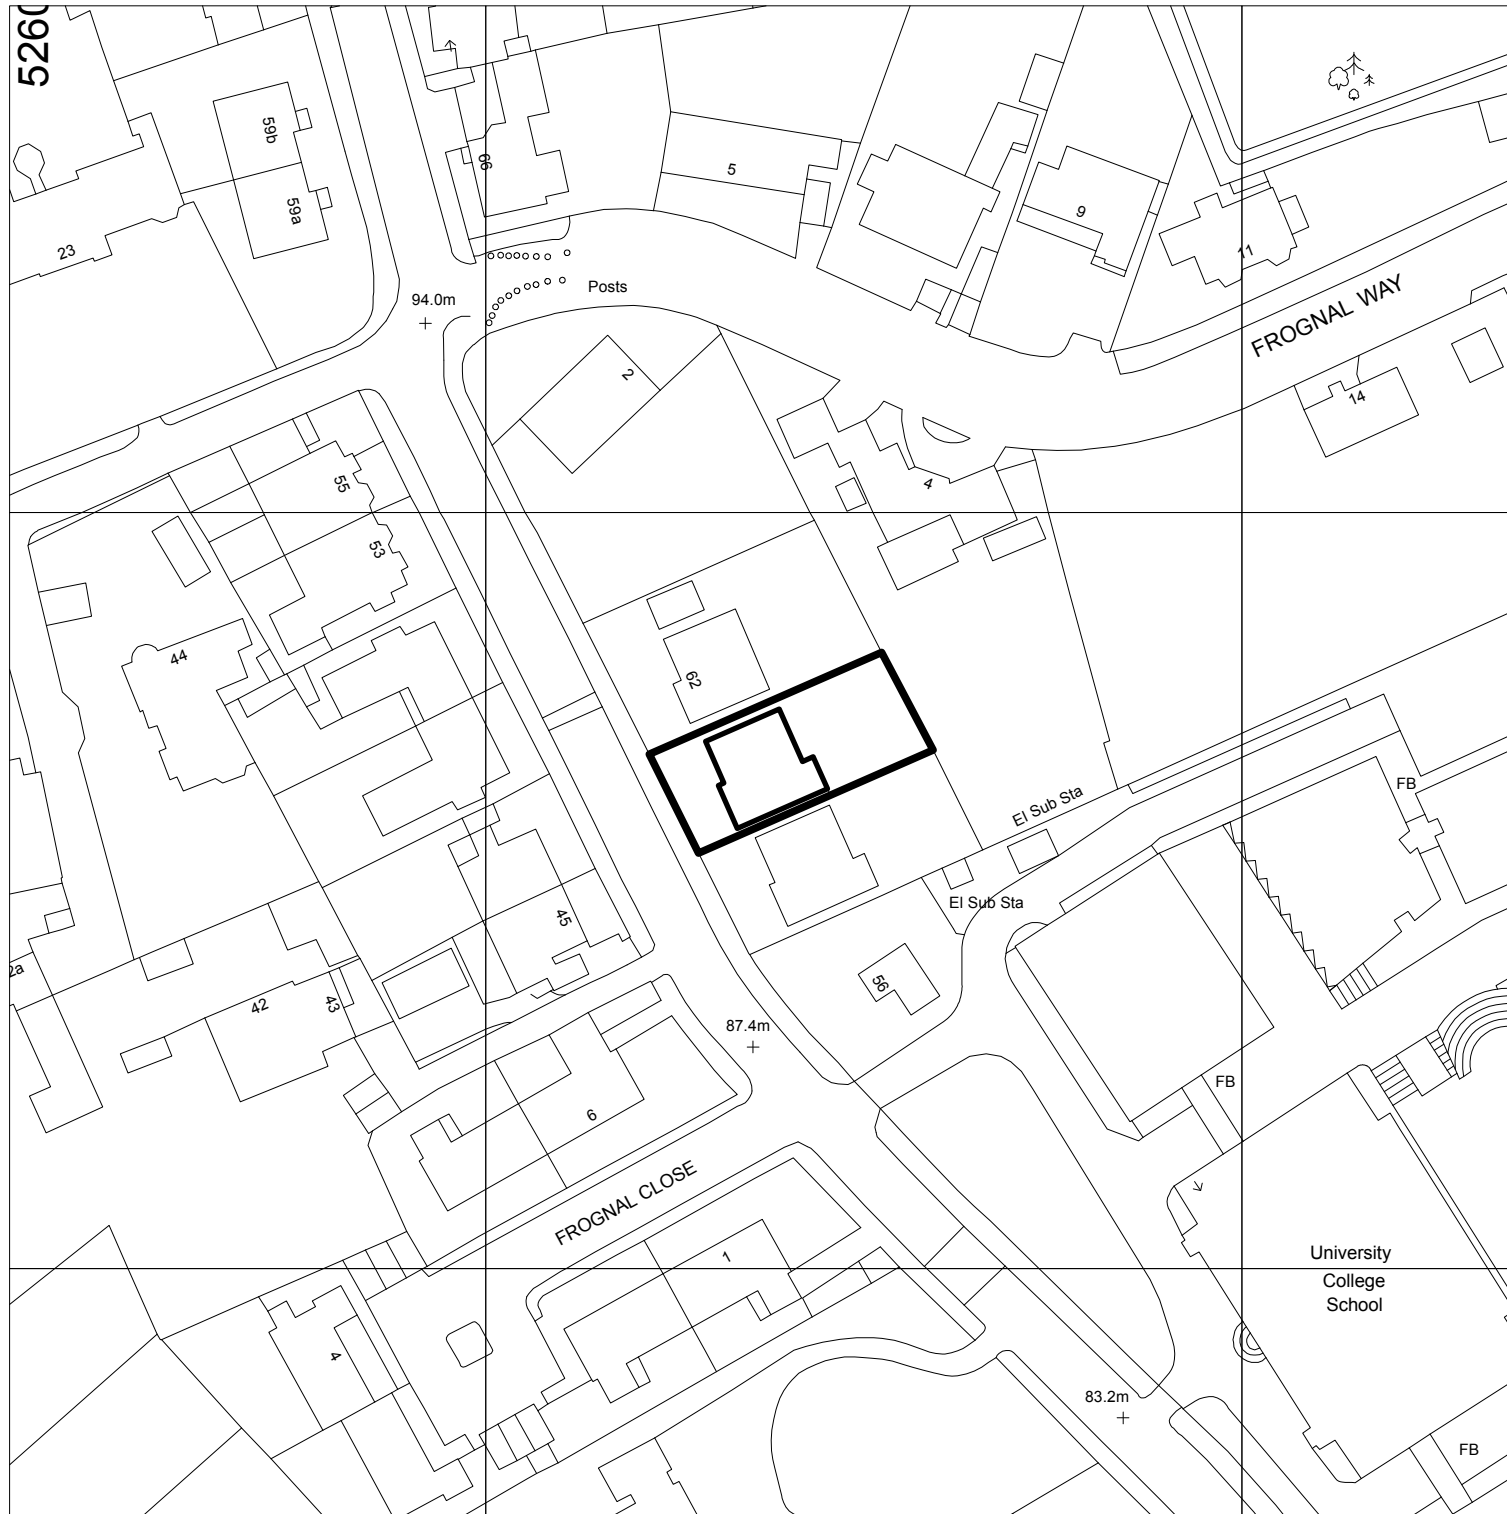 5260
59b
59a
66
23
5
9
11
Posts
94.0m
FROGNAL WAY
2
14
4
55
53
44
62
El Sub Sta
FB
El Sub Sta
45
2a
56
42
43
87.4m
FB
6
FROGNAL CLOSE
1
University
College
School
4
83.2m
FB